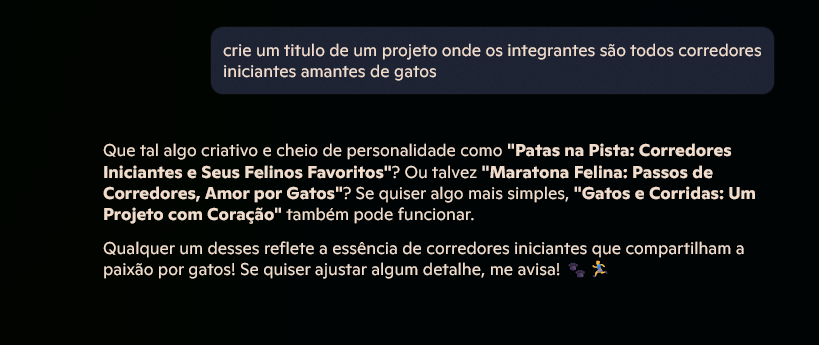 crie um titulo de um projeto onde os integrantes são todos corredores
iniciantes amantes de gatos
Que tal algo criativo e cheio de personalidade como "Patas na Pista: Corredores
Iniciantes e Seus Felinos Favoritos"? Ou talvez "Maratona Felina: Passos de
Corredores, Amor por Gatos"? Se quiser algo mais simples, "Gatos e Corridas: Um
Projeto com Coração" também pode funcionar.
Qualquer um desses reflete a essência de corredores iniciantes que compartilham a
paixão por gatos! Se quiser ajustar algum detalhe, me avisa! 🐾🏃‍♂️